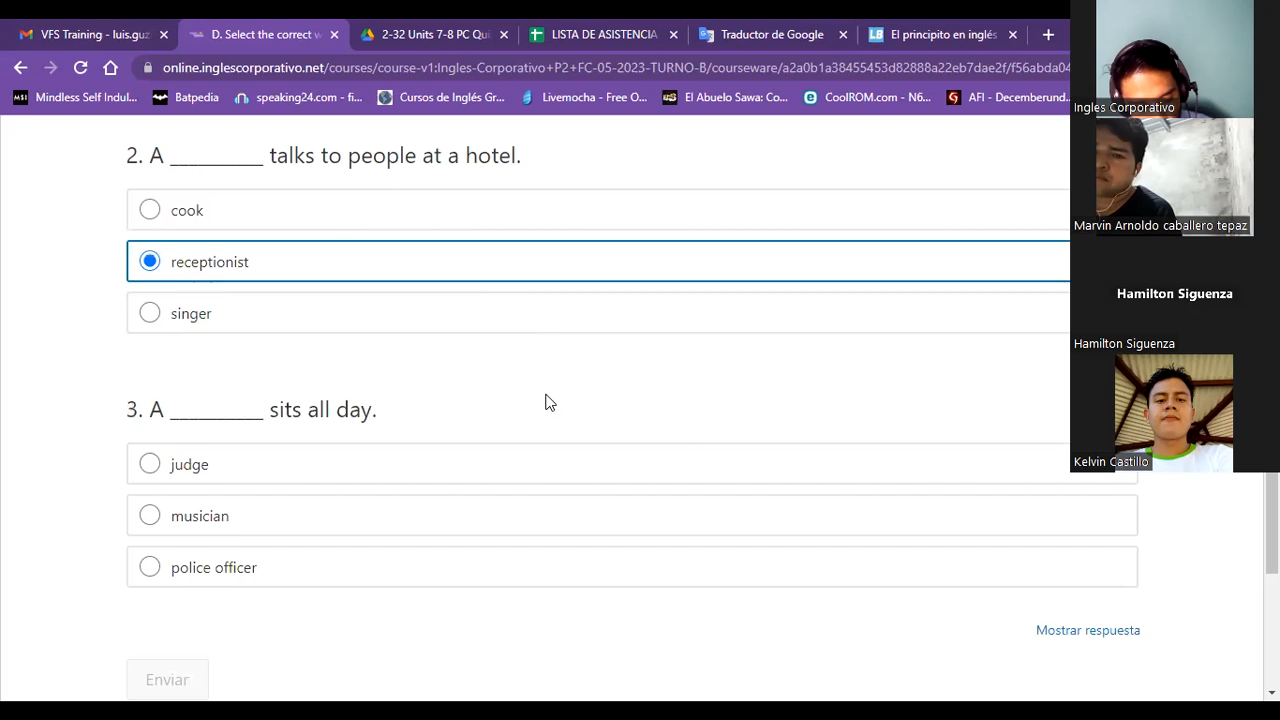 VFS Training - luis.guz
D. Select the correct w
2-32 Units 7-8 PC Qui
LISTA DE ASISTENCIA
Traductor de Google
El principito en inglés
online.inglescorporativo.net/courses/course-v1:Ingles-Corporativo+P2+FC-05-2023-TURNO-B/courseware/a2a0b1a38455453d82888a22eb7dae2f/f56abda04
Mindless Self Indul...
Batpedia
speaking24.com - fi...
Cursos de Inglés Gr...
Livemocha - Free O...
El Abuelo Sawa: Co...
CoolROM.com - N6...
AFI - Decemberund...
2. A __________ talks to people at a hotel.
cook
receptionist
singer
3. A __________ sits all day.
judge
musician
police officer
Mostrar respuesta
Enviar
Ingles Corporativo
Marvin Arnoldo caballero tepaz
Hamilton Siguenza
Hamilton Siguenza
Kelvin Castillo